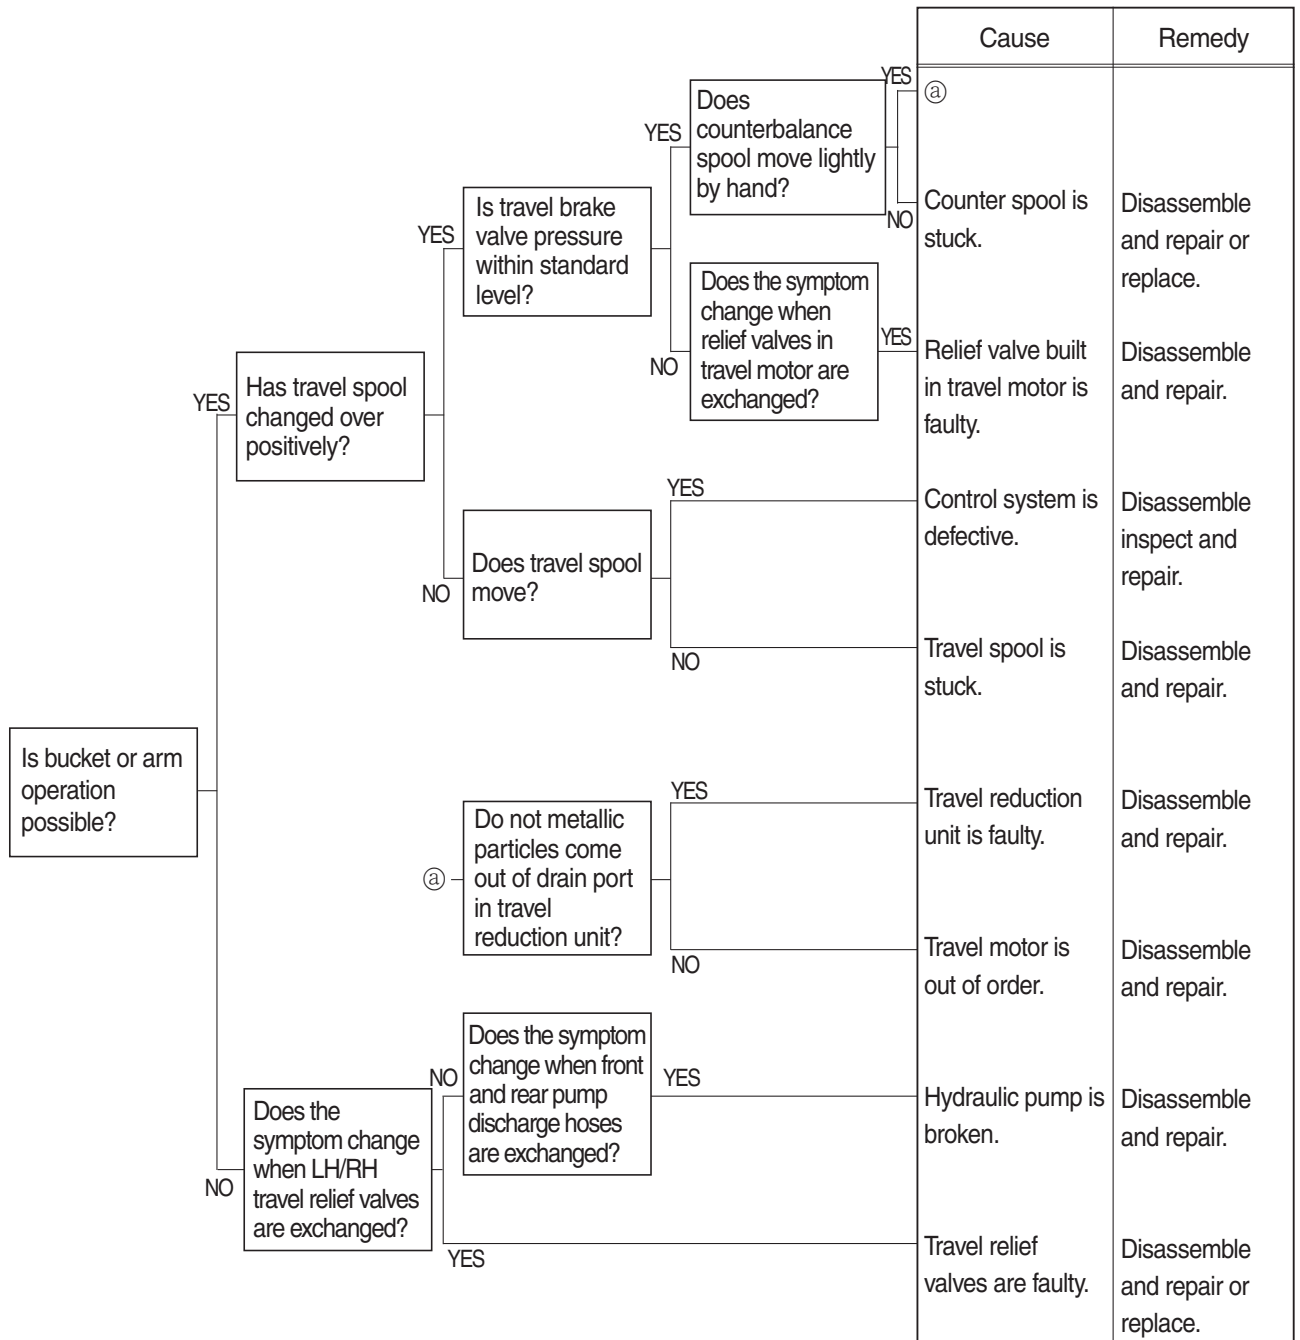 Cause
Remedy
YES
ⓐ
Does
counterbalance
spool move lightly
by hand?
YES
NO
Counter spool is
stuck.
Disassemble
and repair or
replace.
Is travel brake
valve pressure
within standard
level?
YES
Does the symptom
change when
relief valves in
travel motor are
exchanged?
NO
YES
Relief valve built
in travel motor is
faulty.
Disassemble
and repair.
Has travel spool
changed over
positively?
YES
YES
Control system is
defective.
Disassemble
inspect and
repair.
Does travel spool
move?
NO
NO
Travel spool is
stuck.
Disassemble
and repair.
Is bucket or arm
operation
possible?
YES
Travel reduction
unit is faulty.
Disassemble
and repair.
ⓐ
Do not metallic
particles come
out of drain port
in travel
reduction unit?
NO
Travel motor is
out of order.
Disassemble
and repair.
Does the symptom
change when front
and rear pump
discharge hoses
are exchanged?
NO
YES
Hydraulic pump is
broken.
Disassemble
and repair.
NO
Does the
symptom change
when LH/RH
travel relief valves
are exchanged?
YES
Travel relief
valves are faulty.
Disassemble
and repair or
replace.